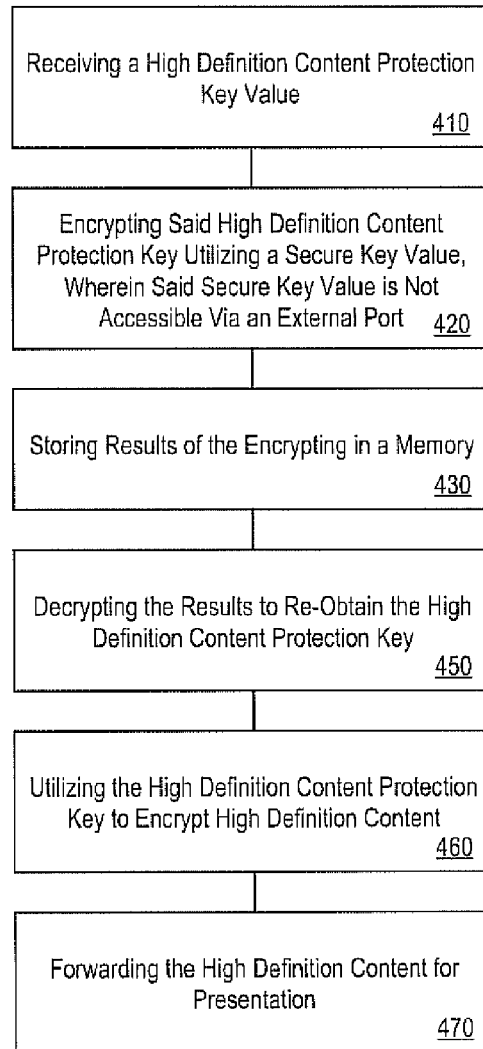 Receiving a High Definition Content Protection
Key Value
410
Encrypting Said High Definition Content
Protection Key Utilizing a Secure Key Value,
Wherein Said Secure Key Value is Not
Accessible Via an External Port
420
Storing Results of the Encrypting in a Memory
430
Decrypting the Results to Re-Obtain the High
Definition Content Protection Key
450
Utilizing the High Definition Content Protection
Key to Encrypt High Definition Content
460
Forwarding the High Definition Content for
Presentation
470